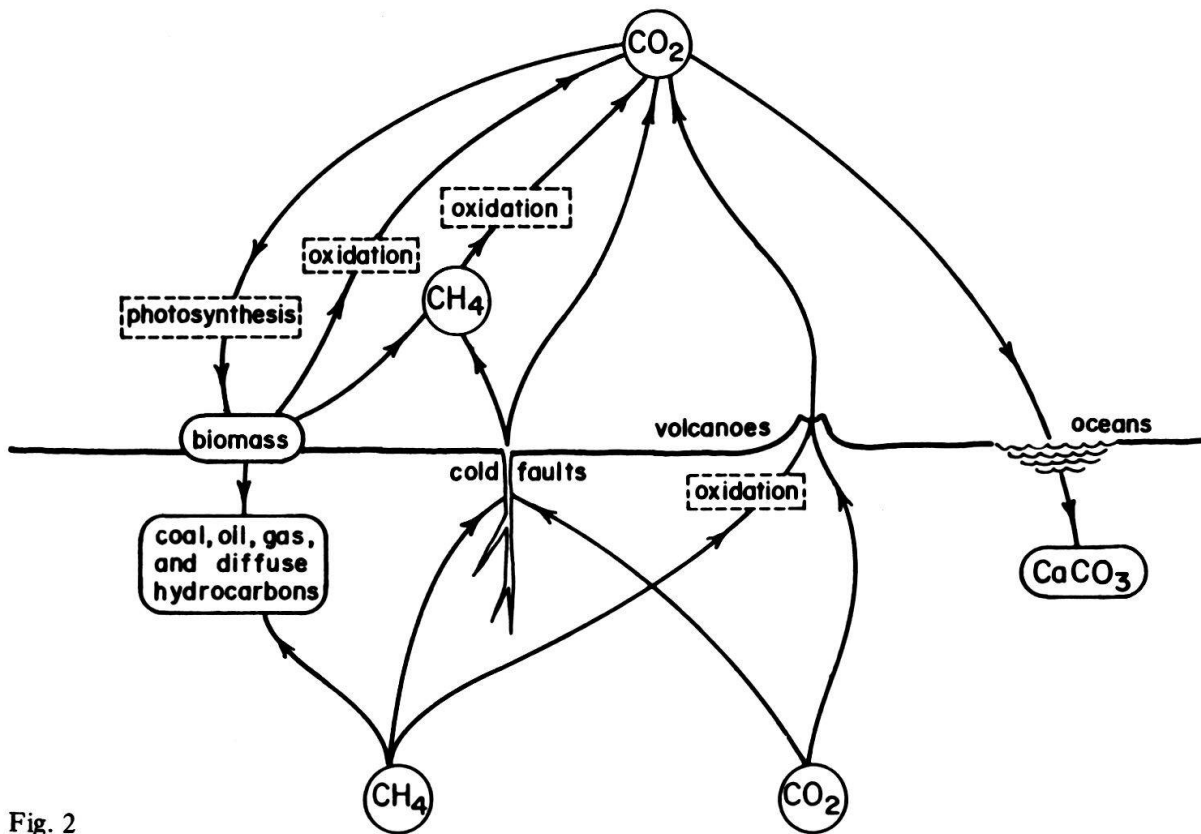 CO₂
oxidation
oxidation
CH₄
photosynthesis
biomass
volcanoes
oceans
cold faults
oxidation
coal, oil, gas,
and diffuse
hydrocarbons
CaCO₃
CH₄
CO₂
Fig. 2